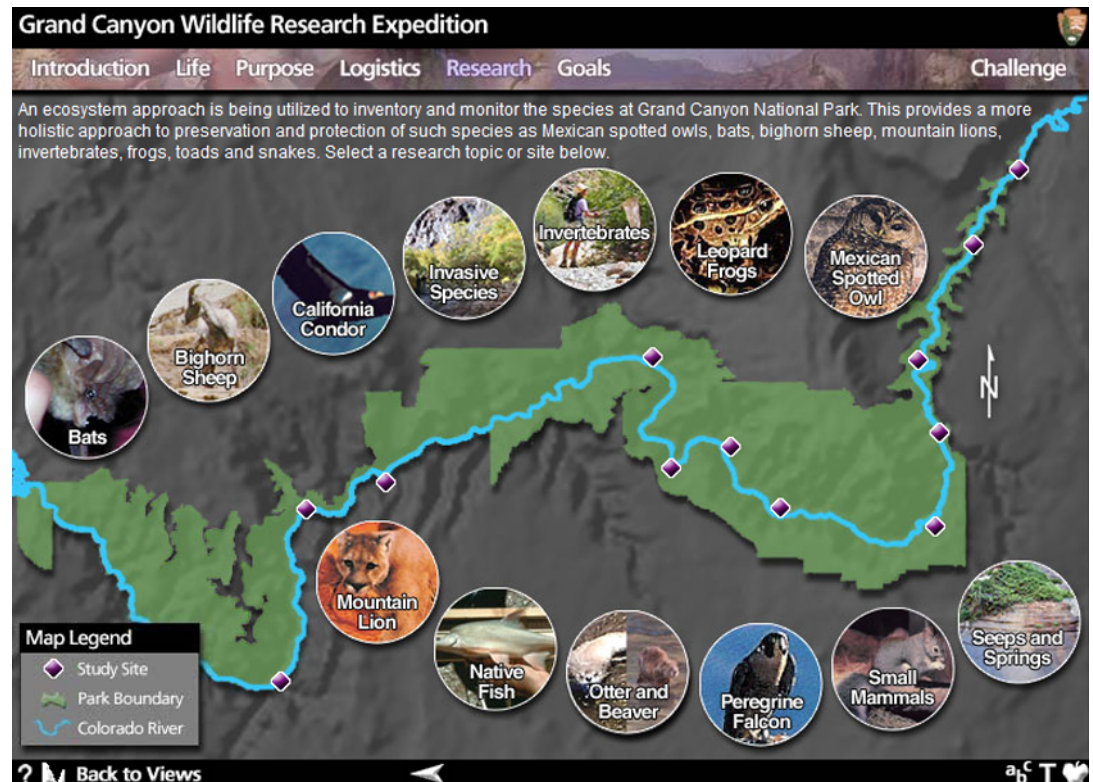 Grand Canyon Wildlife Research Expedition
Introduction Life Purpose Logistics Research Goals Challenge
An ecosystem approach is being utilized to inventory and monitor the species at Grand Canyon National Park. This provides a more
holistic approach to preservation and protection of such species as Mexican spotted owls, bats, bighorn sheep, mountain lions,
invertebrates, frogs, toads and snakes. Select a research topic or site below.
Bats
Bighorn
Sheep
California
Condor
Invasive
Species
Invertebrates
Leopard
Frogs
Mexican
Spotted
Owl
N
Mountain
Lion
Native
Fish
Otter and
Beaver
Peregrine
Falcon
Small
Mammals
Seeps and
Springs
Map Legend
Study Site
Park Boundary
Colorado River
? Back to Views abc T